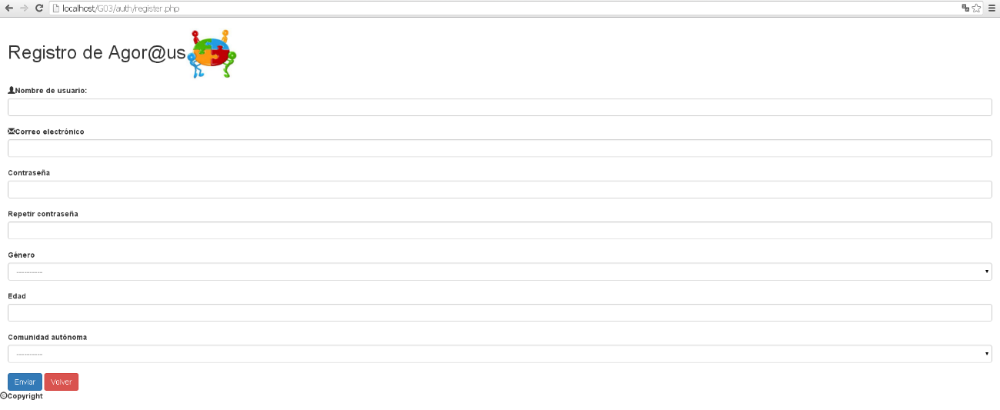 localhost/G03/auth/register.php
Registro de Agor@us
Nombre de usuario:
Correo electrónico
Contraseña
Repetir contraseña
Género
----------
Edad
Comunidad autónoma
----------
Enviar Volver
©Copyright